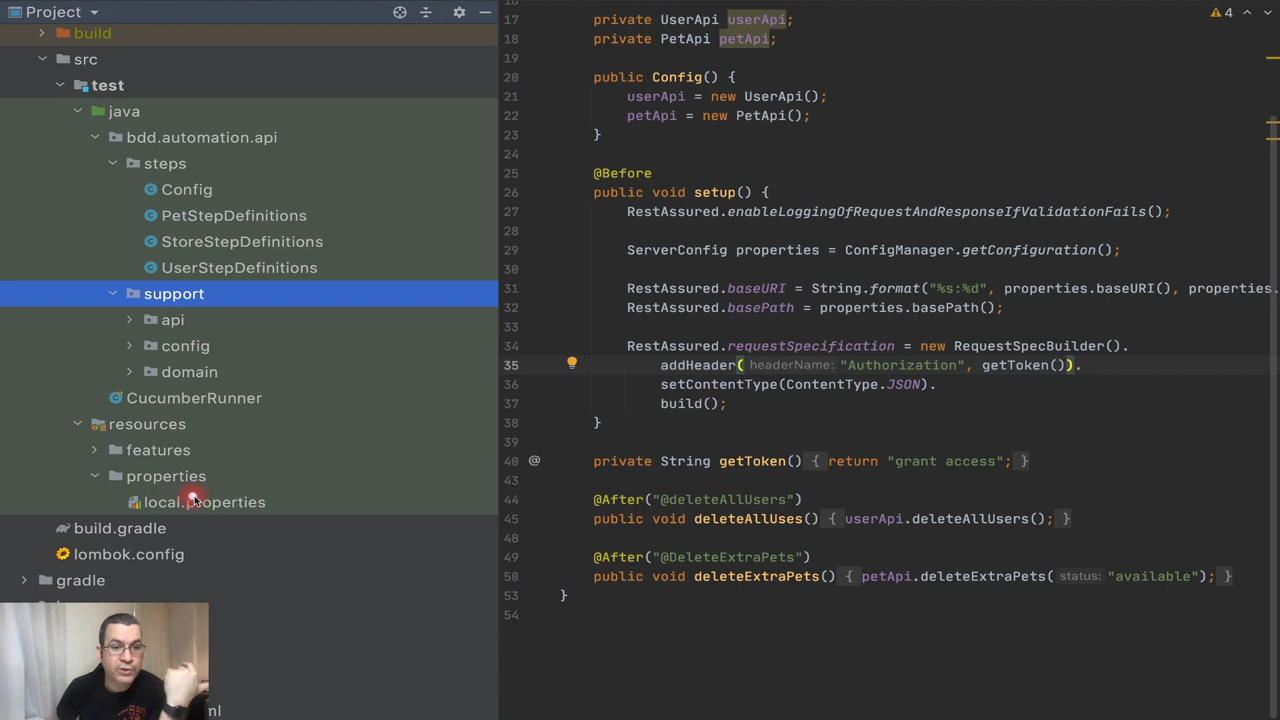 Project
build
src
test
java
bdd.automation.api
steps
Config
PetStepDefinitions
StoreStepDefinitions
UserStepDefinitions
support
api
config
domain
CucumberRunner
resources
features
properties
local.properties
build.gradle
lombok.config
gradle
ml
4
17 private UserApi userApi;
18 private PetApi petApi;
19
20 public Config() {
21 userApi = new UserApi();
22 petApi = new PetApi();
23 }
24
25 @Before
26 public void setup() {
27 RestAssured.enableLoggingOfRequestAndResponseIfValidationFails();
28
29 ServerConfig properties = ConfigManager.getConfiguration();
30
31 RestAssured.baseURI = String.format("%s:%d", properties.baseURI(), properties.
32 RestAssured.basePath = properties.basePath();
33
34 RestAssured.requestSpecification = new RequestSpecBuilder().
35 addHeader( headerName: "Authorization", getToken()).
36 setContentType(ContentType.JSON).
37 build();
38 }
39
40 @ private String getToken() { return "grant access"; }
43
44 @After("@deleteAllUsers")
45 public void deleteAllUses() { userApi.deleteAllUsers(); }
48
49 @After("@DeleteExtraPets")
50 public void deleteExtraPets() { petApi.deleteExtraPets( status: "available"); }
53 }
54